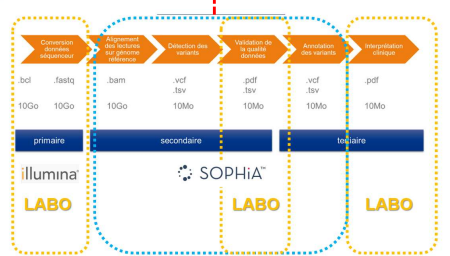 Conversion
données
séquenceur
Alignement
des lectures
sur génome
référence
Détection des
variants
Validation de
la qualité
données
Annotation
des variants
Interprétation
clinique
.bcl .fastq .bam .vcf .pdf .vcf .pdf
.tsv .tsv
10Go 10Go 10Go 10Mo 10Mo 10Mo 10Mo
primaire secondaire tertiaire
illumina SOPHiA™
LABO LABO LABO